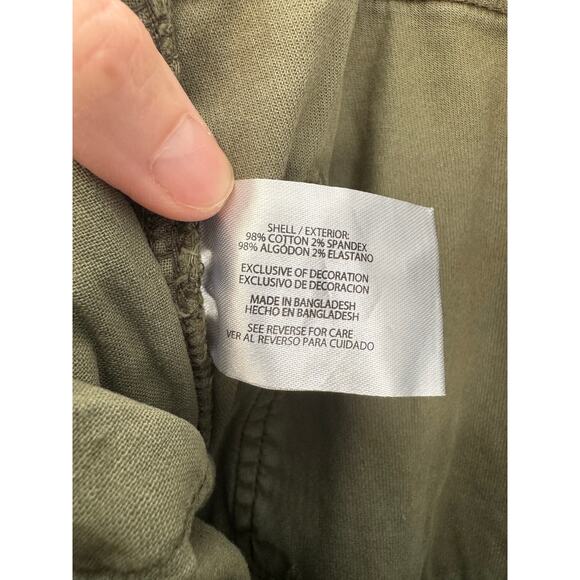 SHELL / EXTERIOR:
98% COTTON 2% SPANDEX
98% ALGODÓN 2% ELASTANO
EXCLUSIVE OF DECORATION
EXCLUSIVO DE DECORACION
MADE IN BANGLADESH
HECHO EN BANGLADESH
SEE REVERSE FOR CARE
VER AL REVERSO PARA CUIDADO